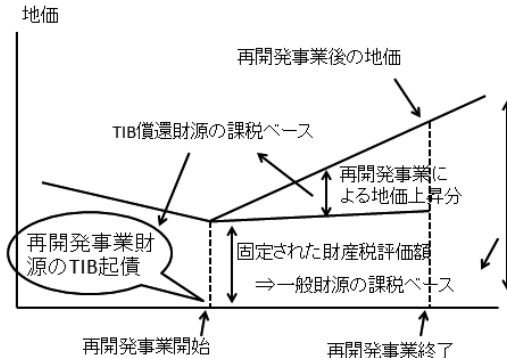 地価
再開発事業後の地価
TIB償還財源の課税ベース
再開発事業に
よる地価上昇分
再開発事業財
源のTIB起債
固定された財産税評価額
⇒一般財源の課税ベース
再開発事業開始
再開発事業終了